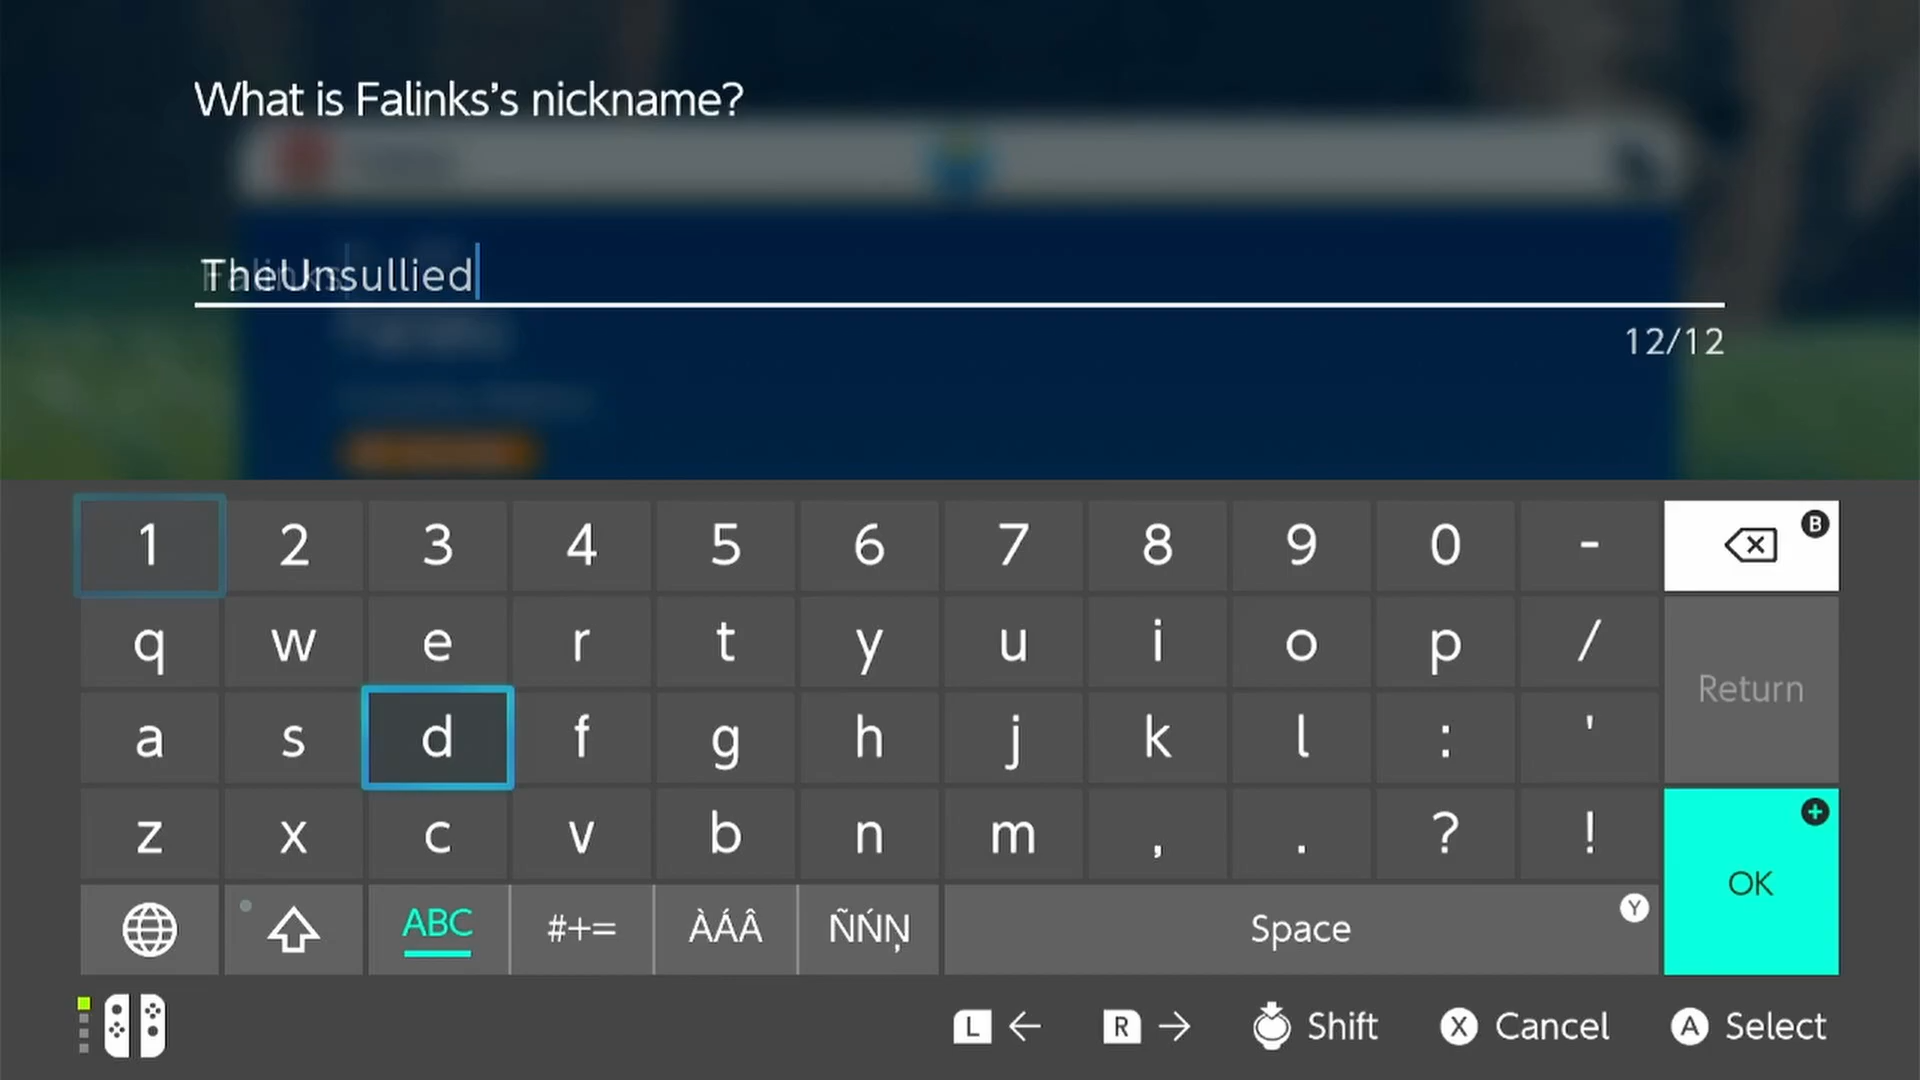 What is Falinks's nickname?
TheUnsullied
12/12
1 2 3 4 5 6 7 8 9 0 - B
q w e r t y u i o p / Return
a s d f g h j k l : '
z x c v b n m , . ? ! OK
ABC #+= ÀÁÂ ÑŃŅ Space Y
L ← R → Shift X Cancel A Select